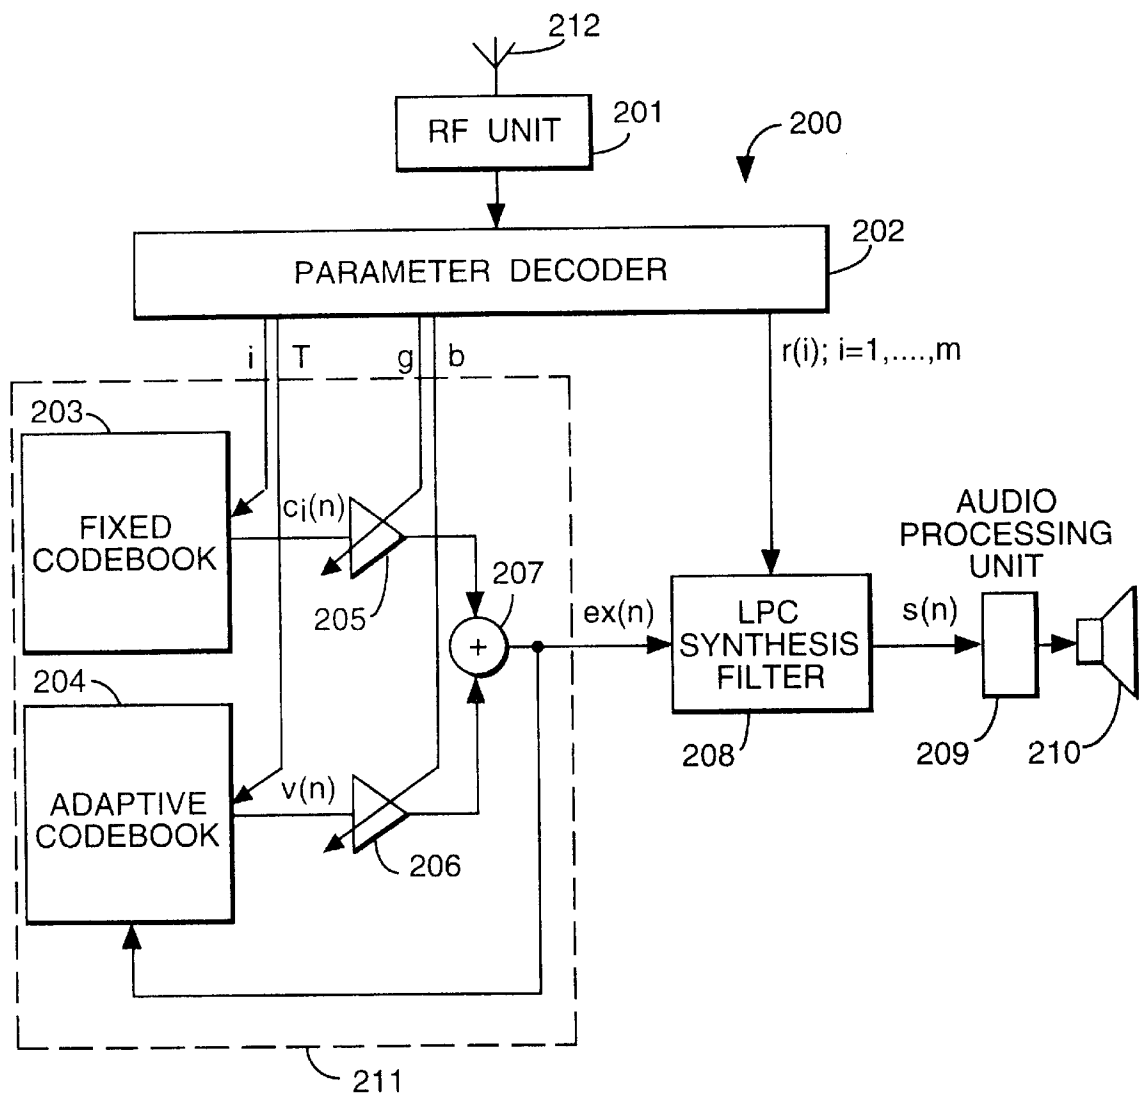 212
RF UNIT
201
200
PARAMETER DECODER
202
i T
g b
r(i); i=1,....,m
203
FIXED
CODEBOOK
ci(n)
205
207
+
ex(n)
LPC
SYNTHESIS
FILTER
208
s(n)
AUDIO
PROCESSING
UNIT
209
210
204
ADAPTIVE
CODEBOOK
v(n)
206
211